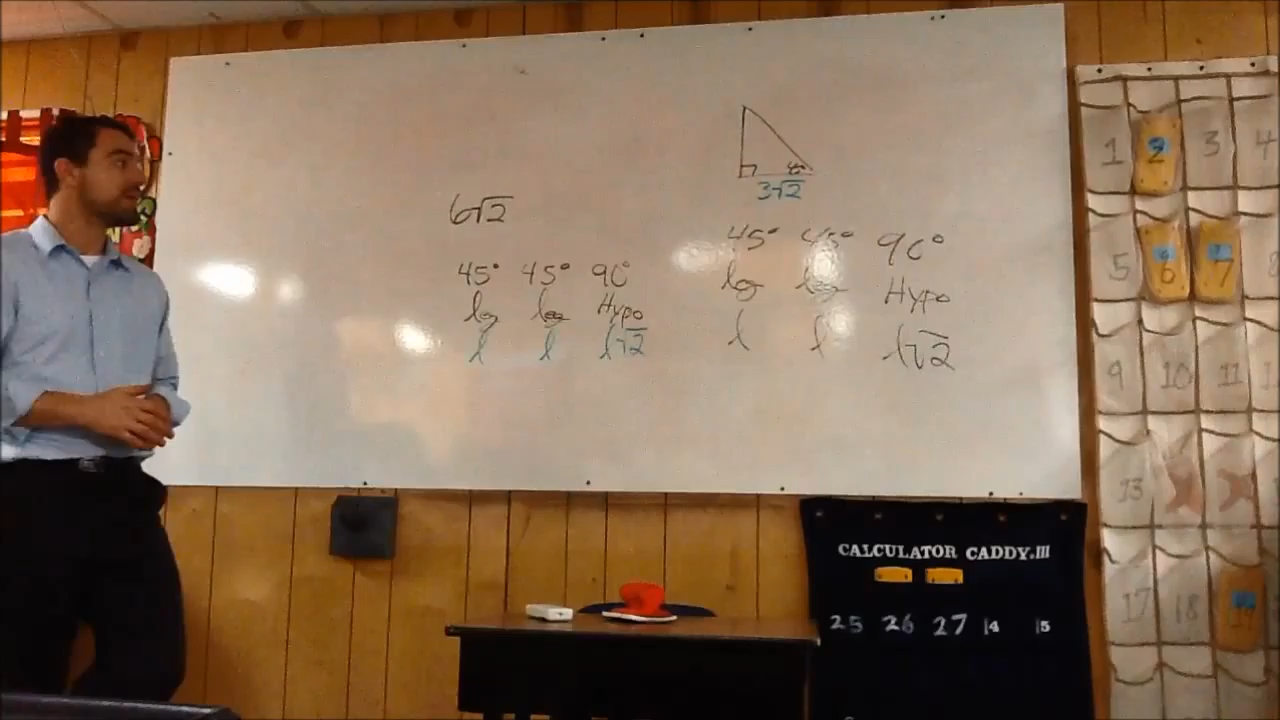 6√2
45° 45° 90°
leg leg Hypo
l l l√2
45°
3√2
45° 45° 90°
leg leg Hypo
l l l√2
1 2 3 4
5 6 7 8
9 10 11
13
17 18 19
CALCULATOR CADDY.III
25 26 27 14 15